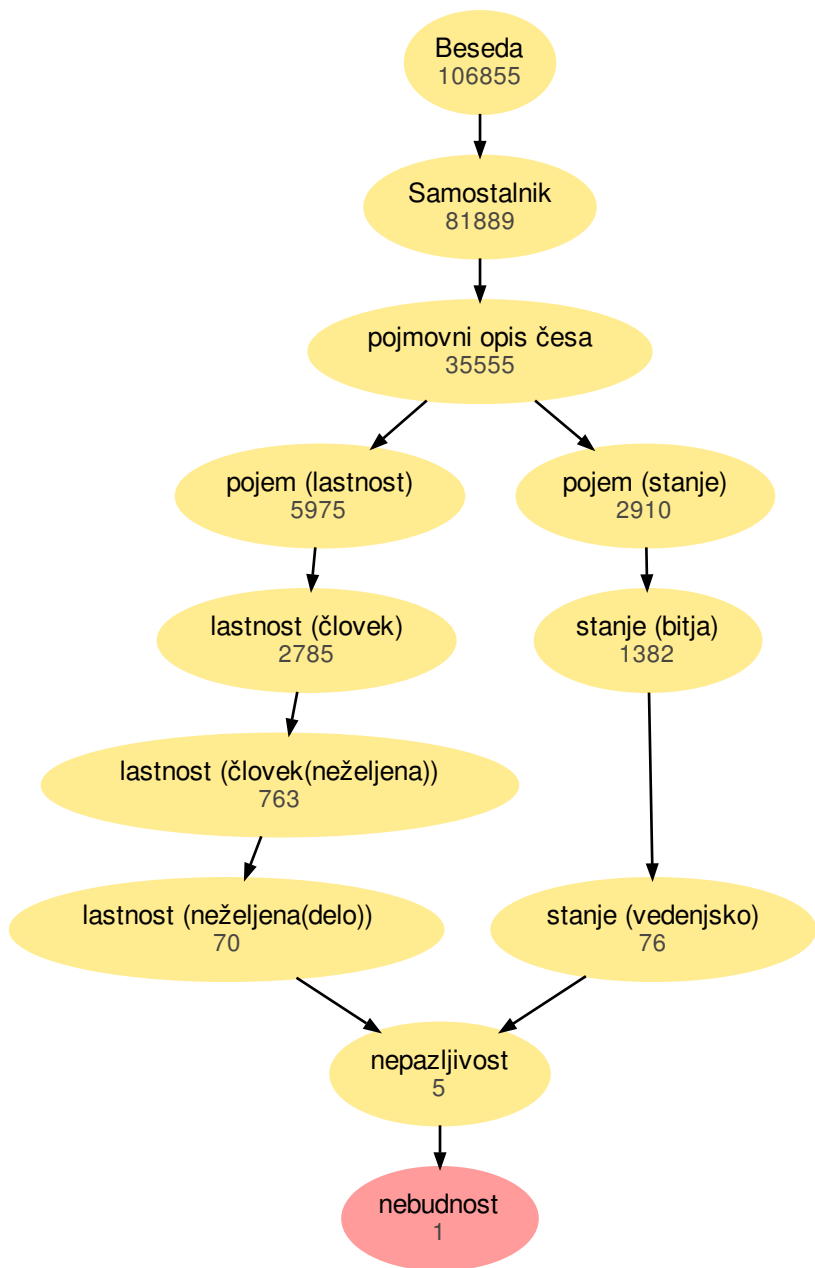 Beseda
106855
Samostalnik
81889
pojmovni opis česa
35555
pojem (lastnost)
5975
pojem (stanje)
2910
lastnost (človek)
2785
stanje (bitja)
1382
lastnost (človek(neželjena))
763
lastnost (neželjena(delo))
70
stanje (vedenjsko)
76
nepazljivost
5
nebudnost
1